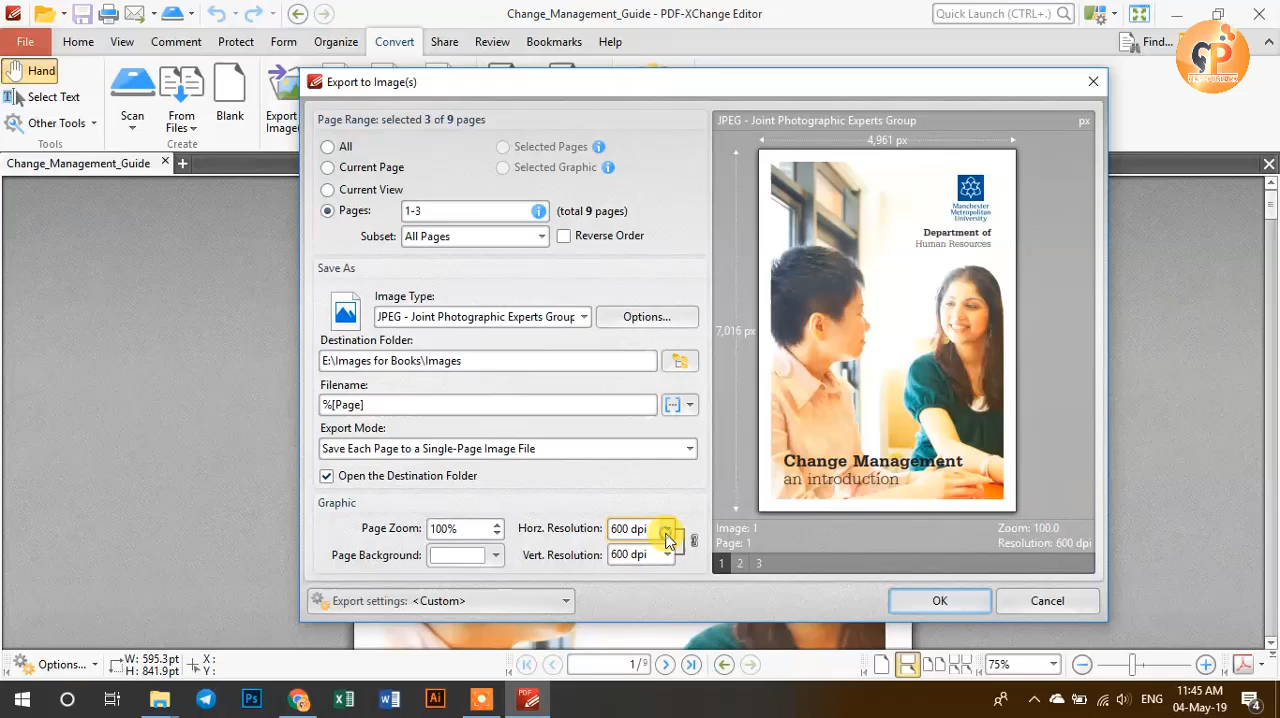 Change_Management_Guide - PDF-XChange Editor
Quick Launch (CTRL+.)
File Home View Comment Protect Form Organize Convert Share Review Bookmarks Help
Find...
Hand
Select Text
Other Tools
Tools
Scan
From Files
Blank
Create
Export
Image
Change_Management_Guide
Export to Image(s)
Page Range: selected 3 of 9 pages
All
Selected Pages
Current Page
Selected Graphic
Current View
Pages: 1-3 (total 9 pages)
Subset: All Pages Reverse Order
Save As
Image Type:
JPEG - Joint Photographic Experts Group
Options...
Destination Folder:
E:\Images for Books\Images
Filename:
%[Page]
Export Mode:
Save Each Page to a Single-Page Image File
Open the Destination Folder
Graphic
Page Zoom: 100% Horz. Resolution: 600 dpi
Page Background: Vert. Resolution: 600 dpi
Export settings: <Custom>
OK
Cancel
JPEG - Joint Photographic Experts Group px
4,961 px
7,016 px
Manchester
Metropolitan
University
Department of
Human Resources
Change Management
an introduction
Image: 1 Zoom: 100.0
Page: 1 Resolution: 600 dpi
1 2 3
Options...
W: 595.3pt
H: 841.9pt
X:
Y:
1/9
75%
Ps
Ai
PDF
ENG
11:45 AM
04-May-19
4